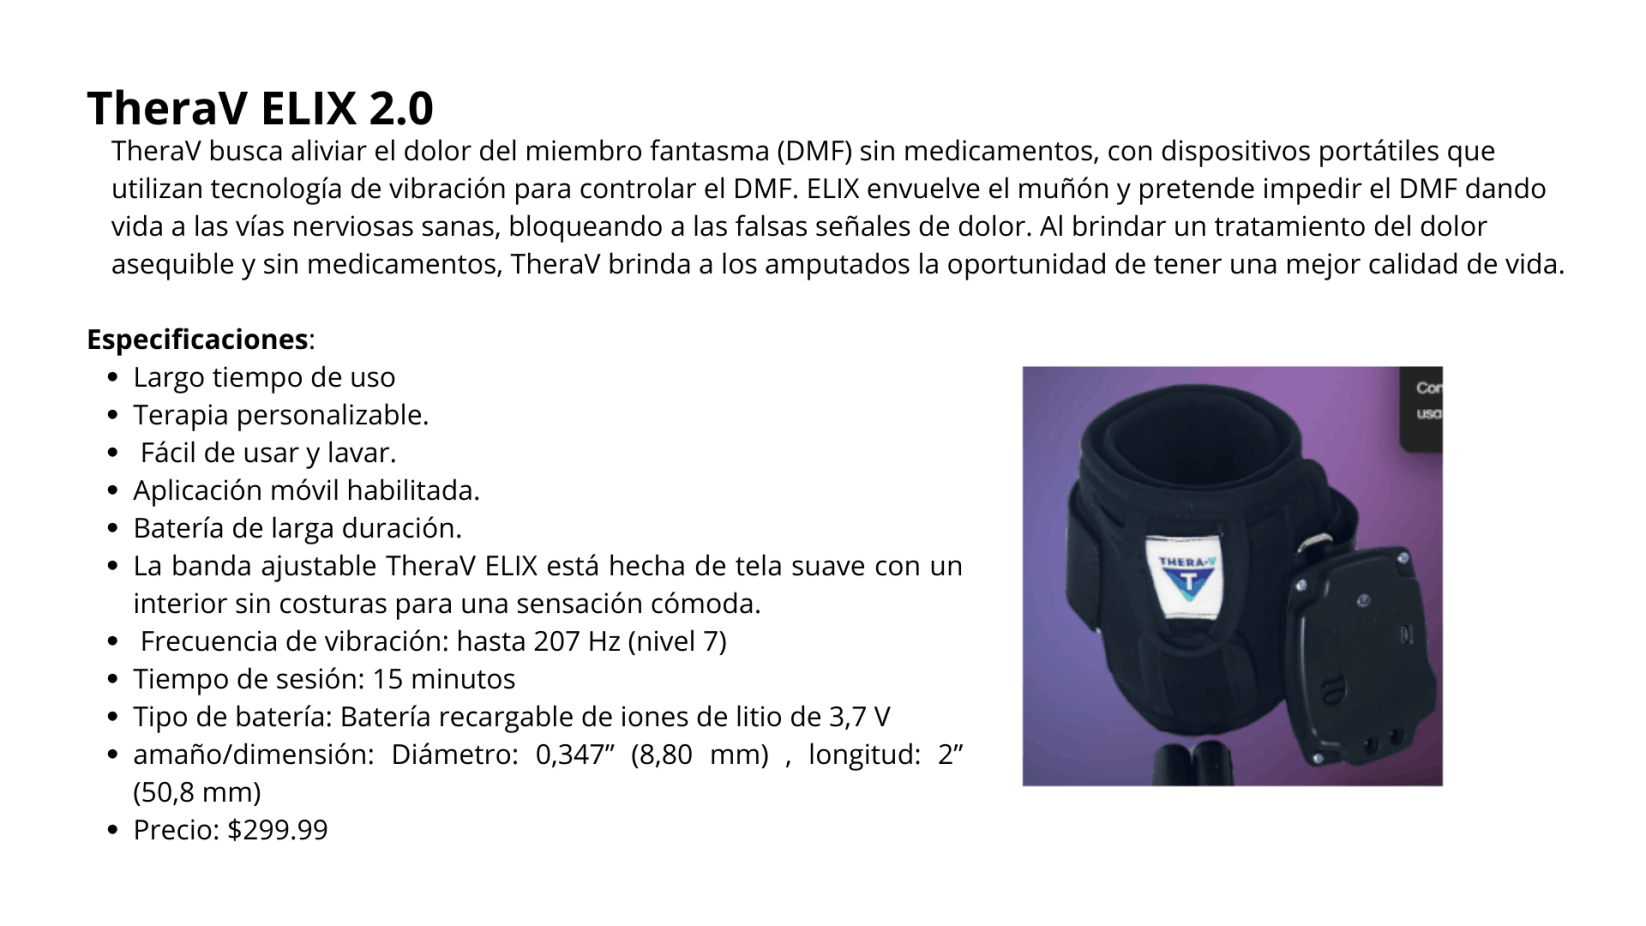 TheraV ELIX 2.0
TheraV busca aliviar el dolor del miembro fantasma (DMF) sin medicamentos, con dispositivos portátiles que
utilizan tecnología de vibración para controlar el DMF. ELIX envuelve el muñón y pretende impedir el DMF dando
vida a las vías nerviosas sanas, bloqueando a las falsas señales de dolor. Al brindar un tratamiento del dolor
asequible y sin medicamentos, TheraV brinda a los amputados la oportunidad de tener una mejor calidad de vida.
Especificaciones:
• Largo tiempo de uso
• Terapia personalizable.
• Fácil de usar y lavar.
• Aplicación móvil habilitada.
• Batería de larga duración.
• La banda ajustable TheraV ELIX está hecha de tela suave con un
interior sin costuras para una sensación cómoda.
• Frecuencia de vibración: hasta 207 Hz (nivel 7)
• Tiempo de sesión: 15 minutos
• Tipo de batería: Batería recargable de iones de litio de 3,7 V
• amaño/dimensión: Diámetro: 0,347” (8,80 mm) , longitud: 2”
(50,8 mm)
• Precio: $299.99
Con
usa
THERA-V
T